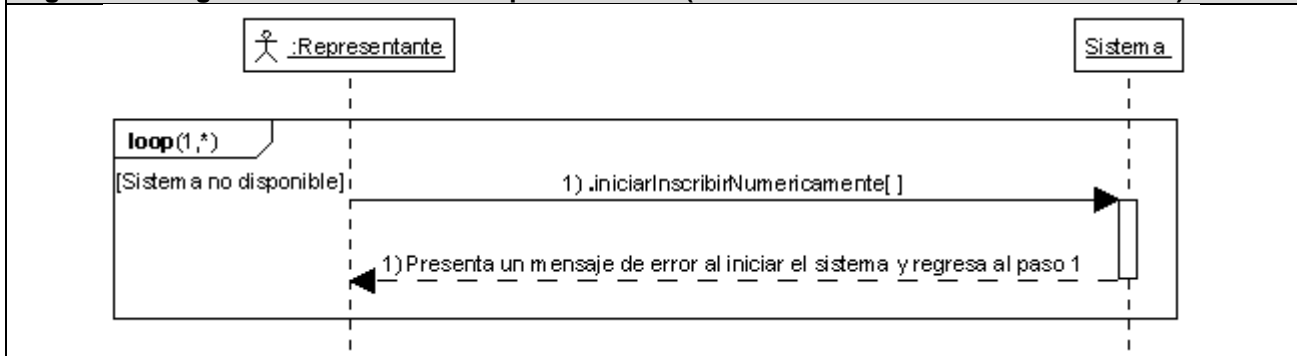 :Representante
Sistema
loop(1,*)
[Sistema no disponible]
1) .iniciarInscribirNumericamente[ ]
1)Presenta un mensaje de error al iniciar el sistema y regresa al paso 1